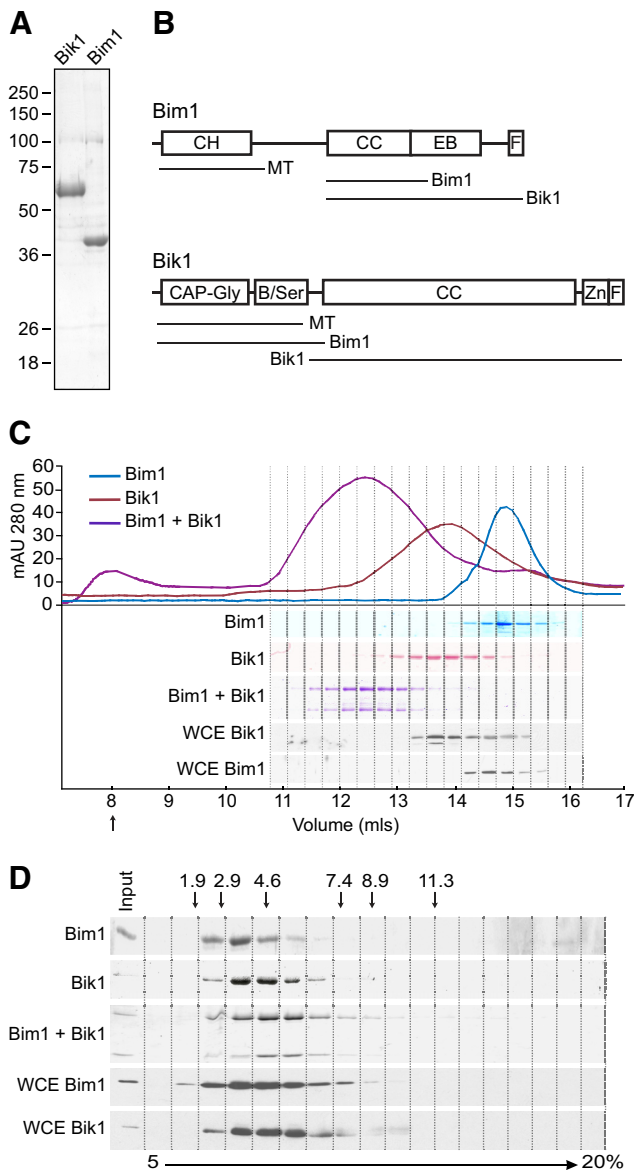 A
Bik1 Bim1
250
150
100
75
50
36
26
18
B
Bim1
CH CC EB F
MT
Bim1
Bik1
Bik1
CAP-Gly B/Ser CC Zn F
MT
Bim1
Bik1
C
mAU 280 nm
60
50
40
30
20
10
0
Bim1
Bik1
Bim1 + Bik1
Bim1
Bik1
Bim1 + Bik1
WCE Bik1
WCE Bim1
8 9 10 11 12 13 14 15 16 17
Volume (mls)
D
Input
1.9 2.9 4.6 7.4 8.9 11.3
Bim1
Bik1
Bim1 + Bik1
WCE Bim1
WCE Bik1
5 20%